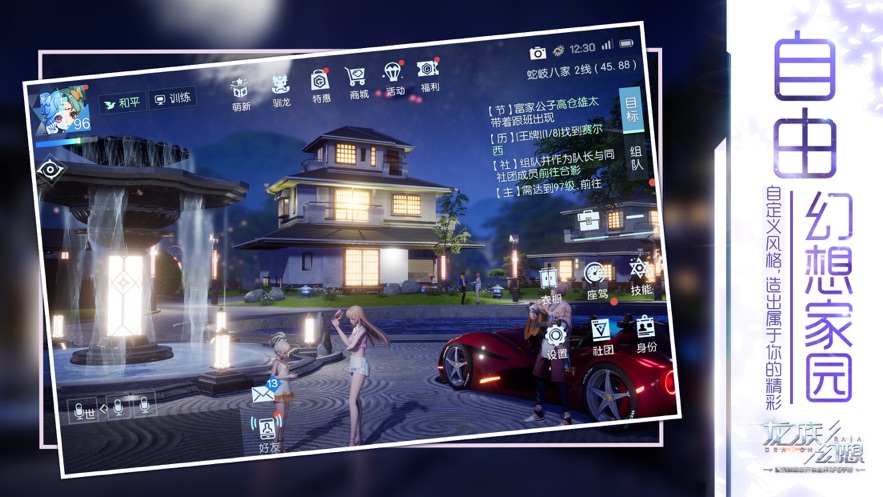 96
和平
训练
萌新
驯龙
特惠
商城
活动
福利
12:30
蛇岐八家 2线 ( 45. 88 )
【 节 】富家公子高仓雄太
带着跟班出现
【 历 】[王牌](1/8)找到赛尔
西
【 社 】组队并作为队长与同
社团成员前往合影
【 主 】需达到97级, 前往
目标
组队
衣橱
座驾
技能
设置
社团
身份
世
13
好友
自由
幻想家园
自定义风格，造出属于你的精彩
龙族幻想
DRAGON RAJA